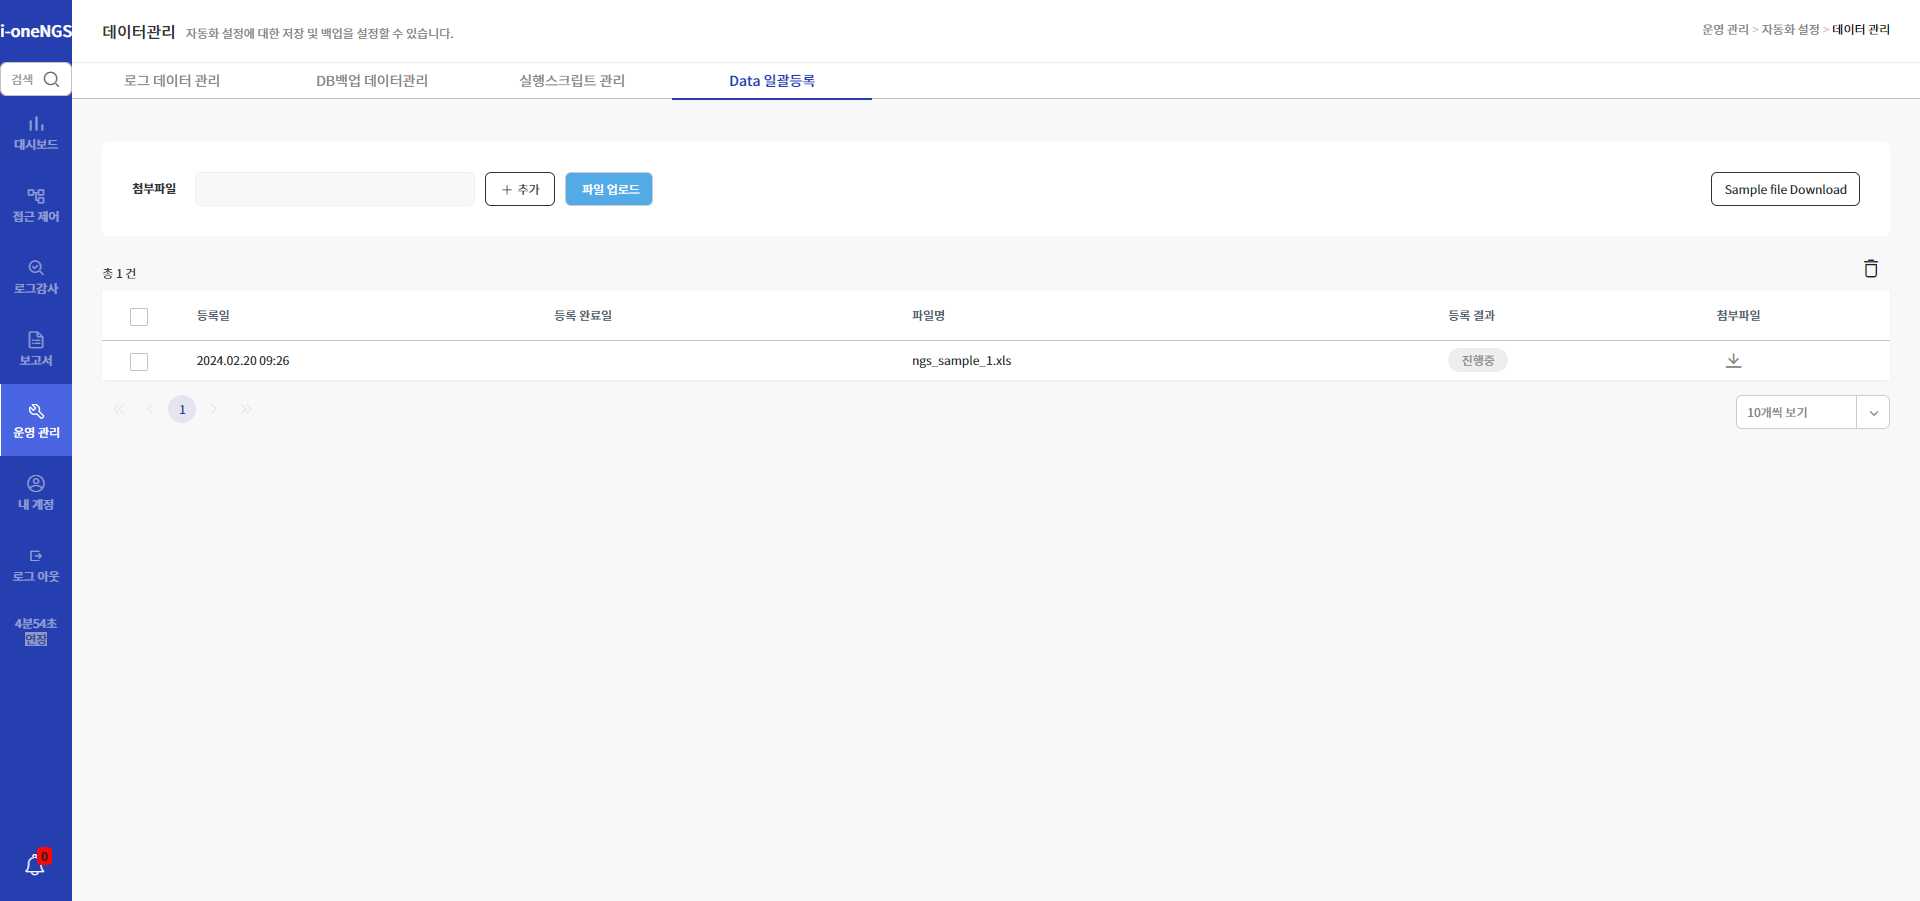 i-oneNGS
검색
대시보드
접근 제어
로그감사
보고서
운영 관리
내 계정
로그 아웃
4분54초
연장
0
데이터관리 자동화 설정에 대한 저장 및 백업을 설정할 수 있습니다.
운영 관리 > 자동화 설정 > 데이터 관리
로그 데이터 관리 DB백업 데이터관리 실행스크립트 관리 Data 일괄등록
첨부파일 + 추가 파일 업로드 Sample file Download
총 1 건
등록일 등록 완료일 파일명 등록 결과 첨부파일
2024.02.20 09:26 ngs_sample_1.xls 진행중
1
10개씩 보기